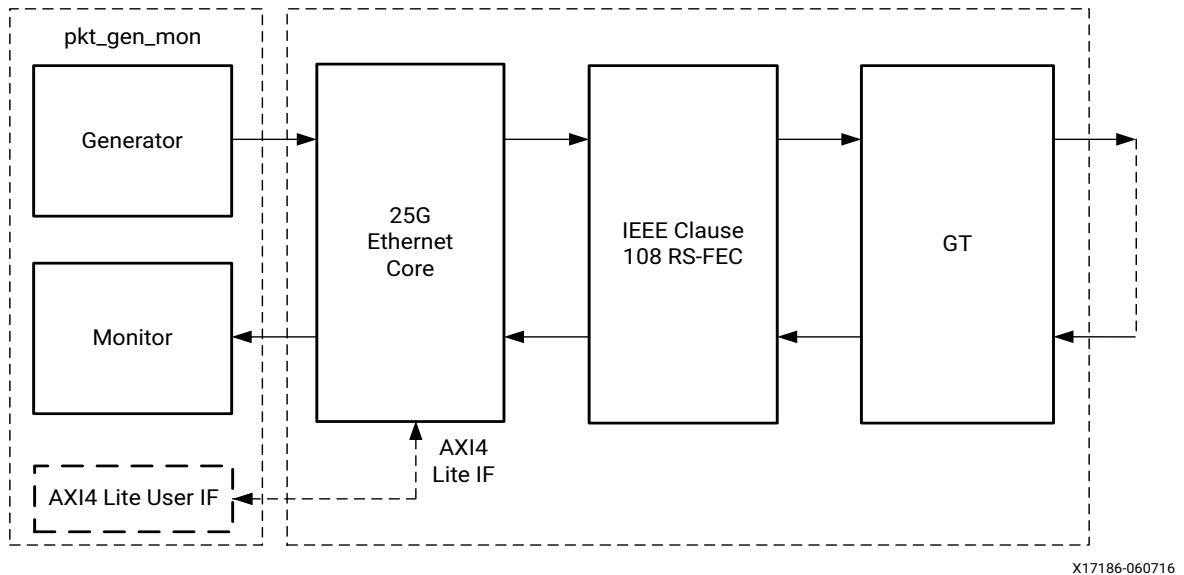 pkt_gen_mon
Generator
25G
Ethernet
Core
IEEE Clause
108 RS-FEC
GT
Monitor
AXI4
Lite IF
AXI4 Lite User IF
X17186-060716